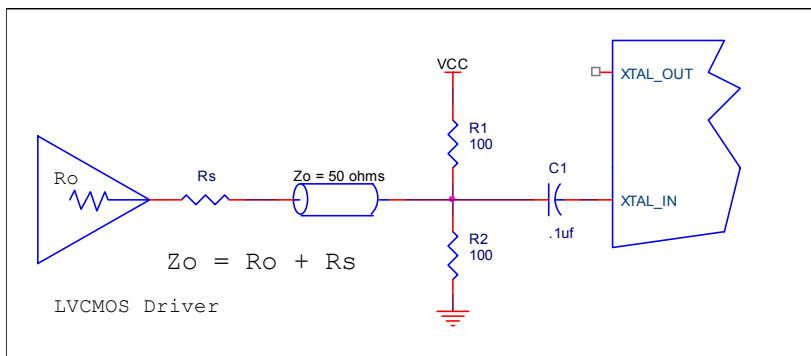 VCC
XTAL_OUT
R1
100
Ro
Rs
Zo = 50 ohms
C1
XTAL_IN
.1uf
R2
100
Zo = Ro + Rs
LVCMOS Driver